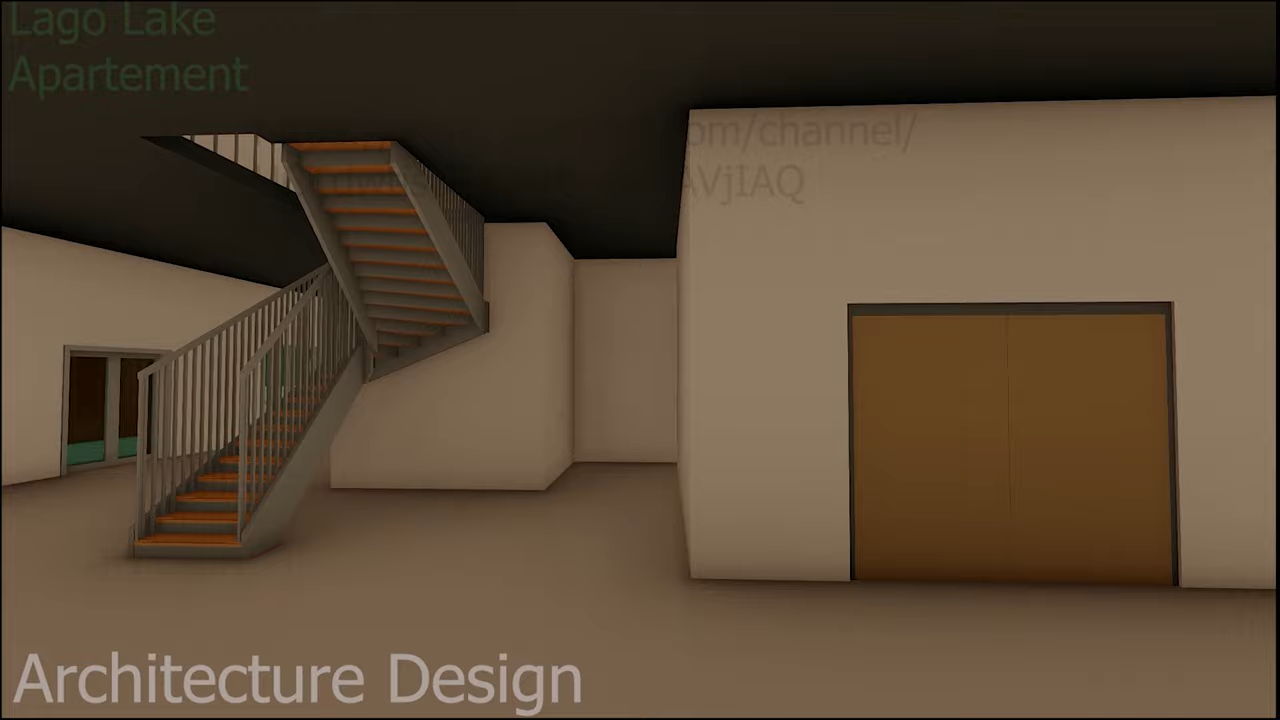 Lago Lake
Apartement
om/channel/
AVjIAQ
Architecture Design